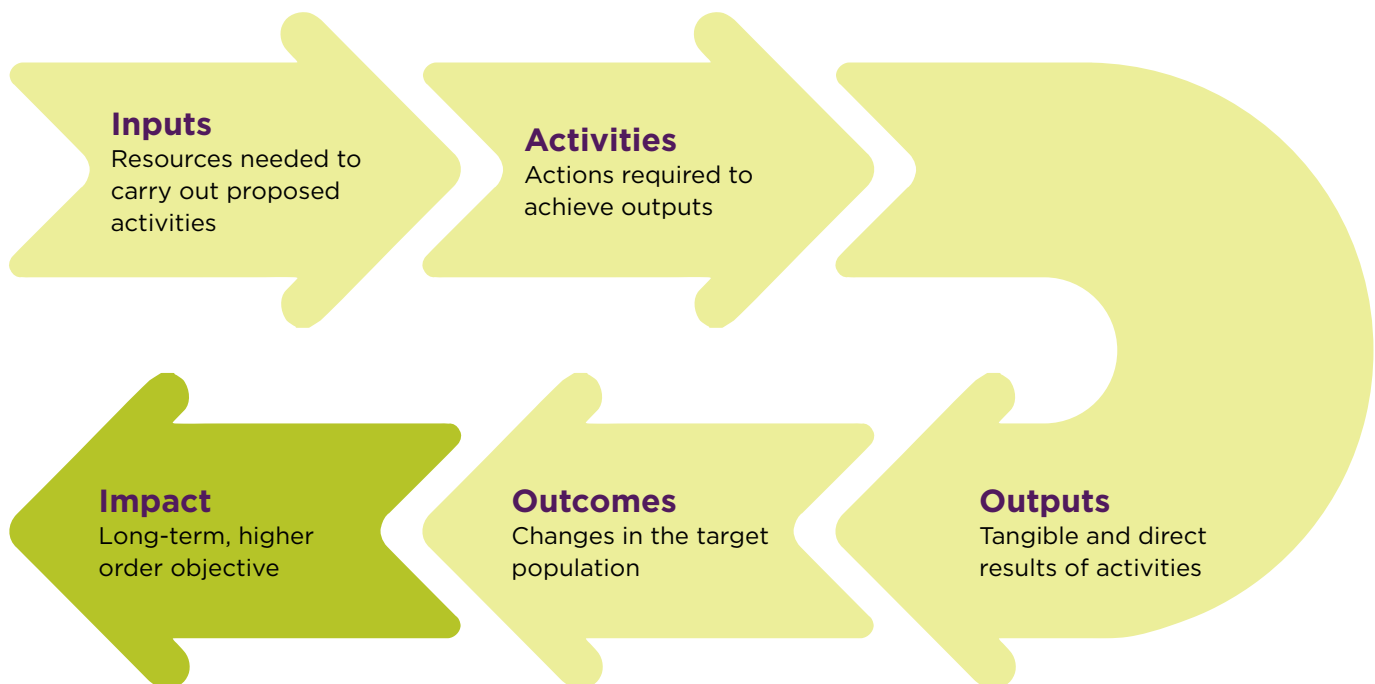 Inputs
Resources needed to
carry out proposed
activities
Activities
Actions required to
achieve outputs
Outputs
Tangible and direct
results of activities
Outcomes
Changes in the target
population
Impact
Long-term, higher
order objective